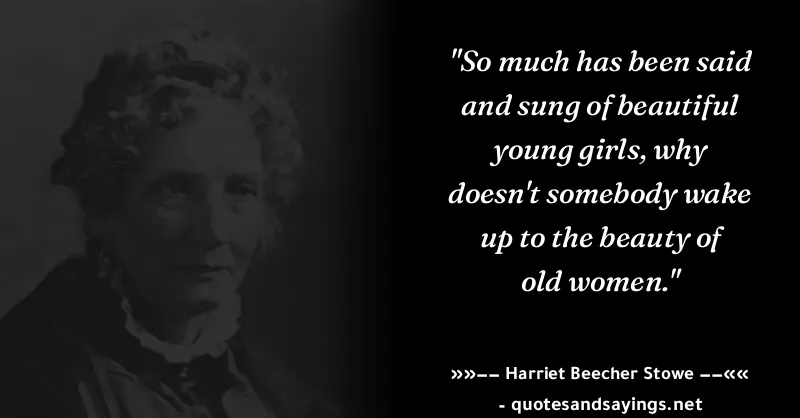 "So much has been said
and sung of beautiful
young girls, why
doesn't somebody wake
up to the beauty of
old women."
»»–– Harriet Beecher Stowe ––««
- quotesandsayings.net